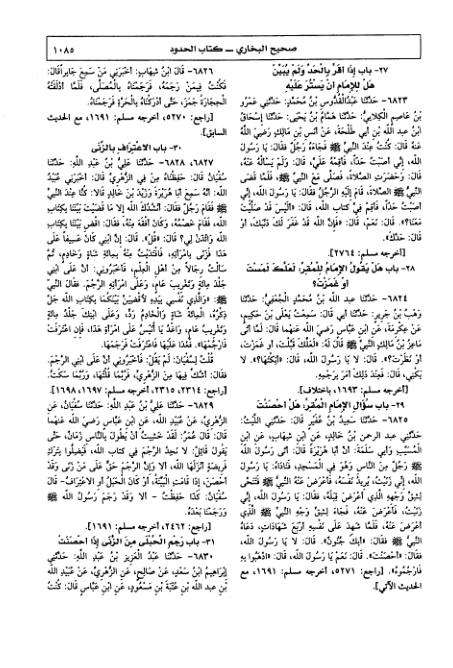 صحيح البخاري ــ كتاب الحدود
١٠٨٥
٢٧- باب إِذَا أَقَرَّ بِالْحَدِّ وَلَمْ يُبَيِّنْ
هَلْ لِلْإِمَامِ أَنْ يَسْتُرَ عَلَيْهِ
٦٨٢٣- حَدَّثَنَا عَبْدُالْقُدُّوسِ بْنُ مُحَمَّدٍ: حَدَّثَنِي عَمْرُو
بْنُ عَاصِمٍ الْكِلَابِيُّ: حَدَّثَنَا هَمَّامُ بْنُ يَحْيَى: حَدَّثَنَا إِسْحَاقُ
ابْنُ عَبْدِ اللَّهِ بْنِ أَبِي طَلْحَةَ، عَنْ أَنَسِ بْنِ مَالِكٍ رَضِيَ اللَّهُ
عَنْهُ قَالَ: كُنْتُ عِنْدَ النَّبِيِّ ﷺ فَجَاءَهُ رَجُلٌ فَقَالَ: يَا رَسُولَ
اللَّهِ، إِنِّي أَصَبْتُ حَدًّا، فَأَقِمْهُ عَلَيَّ، قَالَ: وَلَمْ يَسْأَلْهُ عَنْهُ،
قَالَ: وَحَضَرَتِ الصَّلَاةُ، فَصَلَّى مَعَ النَّبِيِّ ﷺ، فَلَمَّا قَضَى
النَّبِيُّ ﷺ الصَّلَاةَ، قَامَ إِلَيْهِ الرَّجُلُ فَقَالَ: يَا رَسُولَ اللَّهِ، إِنِّي
أَصَبْتُ حَدًّا، فَأَقِمْ فِيَّ كِتَابَ اللَّهِ، قَالَ: «أَلَيْسَ قَدْ صَلَّيْتَ
مَعَنَا؟». قَالَ: نَعَمْ، قَالَ: «فَإِنَّ اللَّهَ قَدْ غَفَرَ لَكَ ذَنْبَكَ، أَوْ
قَالَ: حَدَّكَ».
[أخرجه مسلم: ٢٧٦٤]
٢٨- باب هَلْ يَقُولُ الْإِمَامُ لِلْمُقِرِّ: لَعَلَّكَ لَمَسْتَ
أَوْ غَمَزْتَ؟
٦٨٢٤- حَدَّثَنَا عَبْدُ اللَّهِ بْنُ مُحَمَّدٍ الْجُعْفِيُّ: حَدَّثَنَا
وَهْبُ بْنُ جَرِيرٍ: حَدَّثَنَا أَبِي قَالَ: سَمِعْتُ يَعْلَى بْنَ حَكِيمٍ،
عَنْ عِكْرِمَةَ، عَنِ ابْنِ عَبَّاسٍ رَضِيَ اللَّهُ عَنْهُمَا قَالَ: لَمَّا أَتَى
مَاعِزُ بْنُ مَالِكٍ النَّبِيَّ ﷺ قَالَ لَهُ: «لَعَلَّكَ قَبَّلْتَ، أَوْ غَمَزْتَ،
أَوْ نَظَرْتَ؟». قَالَ: لَا يَا رَسُولَ اللَّهِ، قَالَ: «أَنِكْتَهَا؟». لَا
يَكْنِي، قَالَ: فَعِنْدَ ذَلِكَ أَمَرَ بِرَجْمِهِ.
[أخرجه مسلم: ١٦٩٣، باختلاف]
٢٩- باب سُؤَالِ الْإِمَامِ الْمُقِرَّ: هَلْ أَحْصَنْتَ
٦٨٢٥- حَدَّثَنَا سَعِيدُ بْنُ عُفَيْرٍ قَالَ: حَدَّثَنِي اللَّيْثُ:
حَدَّثَنِي عبد الرحمن بْنُ خَالِدٍ، عَنِ ابْنِ شِهَابٍ، عَنِ ابْنِ
الْمُسَيَّبِ وَأَبِي سَلَمَةَ: أَنَّ أَبَا هُرَيْرَةَ قَالَ: أَتَى رَسُولَ اللَّهِ
ﷺ رَجُلٌ مِنَ النَّاسِ وَهُوَ فِي الْمَسْجِدِ، فَنَادَاهُ: يَا رَسُولَ
اللَّهِ، إِنِّي زَنَيْتُ، يُرِيدُ نَفْسَهُ، فَأَعْرَضَ عَنْهُ النَّبِيُّ ﷺ فَتَنَحَّى
لِشِقِّ وَجْهِهِ الَّذِي أَعْرَضَ قِبَلَهُ، فَقَالَ: يَا رَسُولَ اللَّهِ، إِنِّي
زَنَيْتُ، فَأَعْرَضَ عَنْهُ، فَجَاءَ لِشِقِّ وَجْهِ النَّبِيِّ ﷺ الَّذِي
أَعْرَضَ عَنْهُ، فَلَمَّا شَهِدَ عَلَى نَفْسِهِ أَرْبَعَ شَهَادَاتٍ، دَعَاهُ
النَّبِيُّ ﷺ فَقَالَ: «أَبِكَ جُنُونٌ». قَالَ: لَا يَا رَسُولَ اللَّهِ،
فَقَالَ: «أَحْصَنْتَ». قَالَ: نَعَمْ يَا رَسُولَ اللَّهِ، قَالَ: «اذْهَبُوا بِهِ
فَارْجُمُوهُ». [راجع: ٥٢٧١، أخرجه مسلم: ١٦٩١، مع
الحديث الآتي].
٦٨٢٦- قَالَ ابْنُ شِهَابٍ: أَخْبَرَنِي مَنْ سَمِعَ جَابِرًا قَالَ:
فَكُنْتُ فِيمَنْ رَجَمَهُ، فَرَجَمْنَاهُ بِالْمُصَلَّى، فَلَمَّا أَذْلَقَتْهُ
الْحِجَارَةُ جَمَزَ، حَتَّى أَدْرَكْنَاهُ بِالْحَرَّةِ فَرَجَمْنَاهُ.
[راجع: ٥٢٧٠، أخرجه مسلم: ١٦٩١، مع الحديث
السابق].
٣٠- باب الاعْتِرَافِ بِالزِّنَى
٦٨٢٧، ٦٨٢٨- حَدَّثَنَا عَلِيُّ بْنُ عَبْدِ اللَّهِ: حَدَّثَنَا
سُفْيَانُ قَالَ: حَفِظْنَاهُ مِنْ فِي الزُّهْرِيِّ قَالَ: أَخْبَرَنِي عُبَيْدُ
اللَّهِ: أَنَّهُ سَمِعَ أَبَا هُرَيْرَةَ وَزَيْدَ بْنَ خَالِدٍ قَالَا: كُنَّا عِنْدَ النَّبِيِّ
ﷺ فَقَامَ رَجُلٌ فَقَالَ: أَنْشُدُكَ اللَّهَ إِلَّا مَا قَضَيْتَ بَيْنَنَا بِكِتَابِ
اللَّهِ، فَقَامَ خَصْمُهُ، وَكَانَ أَفْقَهَ مِنْهُ، فَقَالَ: اقْضِ بَيْنَنَا بِكِتَابِ
اللَّهِ وَائْذَنْ لِي؟ قَالَ: «قُلْ». قَالَ: إِنَّ ابْنِي كَانَ عَسِيفًا عَلَى
هَذَا فَزَنَى بِامْرَأَتِهِ، فَافْتَدَيْتُ مِنْهُ بِمِائَةِ شَاةٍ وَخَادِمٍ، ثُمَّ
سَأَلْتُ رِجَالًا مِنْ أَهْلِ الْعِلْمِ، فَأَخْبَرُونِي: أَنَّ عَلَى ابْنِي
جَلْدَ مِائَةٍ وَتَغْرِيبَ عَامٍ، وَعَلَى امْرَأَتِهِ الرَّجْمَ. فَقَالَ النَّبِيُّ
ﷺ: «وَالَّذِي نَفْسِي بِيَدِهِ لَأَقْضِيَنَّ بَيْنَكُمَا بِكِتَابِ اللَّهِ جَلَّ
ذِكْرُهُ، الْمِائَةُ شَاةٍ وَالْخَادِمُ رَدٌّ، وَعَلَى ابْنِكَ جَلْدُ مِائَةٍ
وَتَغْرِيبُ عَامٍ، وَاغْدُ يَا أُنَيْسُ عَلَى امْرَأَةِ هَذَا، فَإِنِ اعْتَرَفَتْ
فَارْجُمْهَا». فَغَدَا عَلَيْهَا فَاعْتَرَفَتْ فَرَجَمَهَا.
قُلْتُ لِسُفْيَانَ: لَمْ يَقُلْ: فَأَخْبَرُونِي أَنَّ عَلَى ابْنِي الرَّجْمَ.
فَقَالَ: أَشُكُّ فِيهَا مِنَ الزُّهْرِيِّ، فَرُبَّمَا قُلْتُهَا، وَرُبَّمَا سَكَتُّ.
[راجع: ٢٣١٤، ٢٣١٥، أخرجه مسلم: ١٦٩٧، ١٦٩٨]
٦٨٢٩- حَدَّثَنَا عَلِيُّ بْنُ عَبْدِ اللَّهِ: حَدَّثَنَا سُفْيَانُ، عَنِ
الزُّهْرِيِّ، عَنْ عُبَيْدِ اللَّهِ، عَنِ ابْنِ عَبَّاسٍ رَضِيَ اللَّهُ عَنْهُمَا
قَالَ: قَالَ عُمَرُ: لَقَدْ خَشِيتُ أَنْ يَطُولَ بِالنَّاسِ زَمَانٌ، حَتَّى
يَقُولَ قَائِلٌ: لَا نَجِدُ الرَّجْمَ فِي كِتَابِ اللَّهِ، فَيَضِلُّوا بِتَرْكِ
فَرِيضَةٍ أَنْزَلَهَا اللَّهُ، أَلَا وَإِنَّ الرَّجْمَ حَقٌّ عَلَى مَنْ زَنَى وَقَدْ
أَحْصَنَ، إِذَا قَامَتِ الْبَيِّنَةُ، أَوْ كَانَ الْحَبَلُ أَوِ الِاعْتِرَافُ- قَالَ
سُفْيَانُ: كَذَا حَفِظْتُ - أَلَا وَقَدْ رَجَمَ رَسُولُ اللَّهِ ﷺ
وَرَجَمْنَا بَعْدَهُ.
[راجع: ٢٤٦٢، أخرجه مسلم: ١٦٩١]
٣١- باب رَجْمِ الْحُبْلَى مِنَ الزِّنَى إِذَا أَحْصَنَتْ
٦٨٣٠- حَدَّثَنَا عَبْدُ الْعَزِيزِ بْنُ عَبْدِ اللَّهِ: حَدَّثَنِي
إِبْرَاهِيمُ ابْنُ سَعْدٍ، عَنْ صَالِحٍ، عَنِ الزُّهْرِيِّ، عَنْ عُبَيْدِ اللَّهِ
بْنِ عبد اللَّهِ بْنِ عُتْبَةَ بْنِ مَسْعُودٍ، عَنِ ابْنِ عَبَّاسٍ قَالَ: كُنْتُ